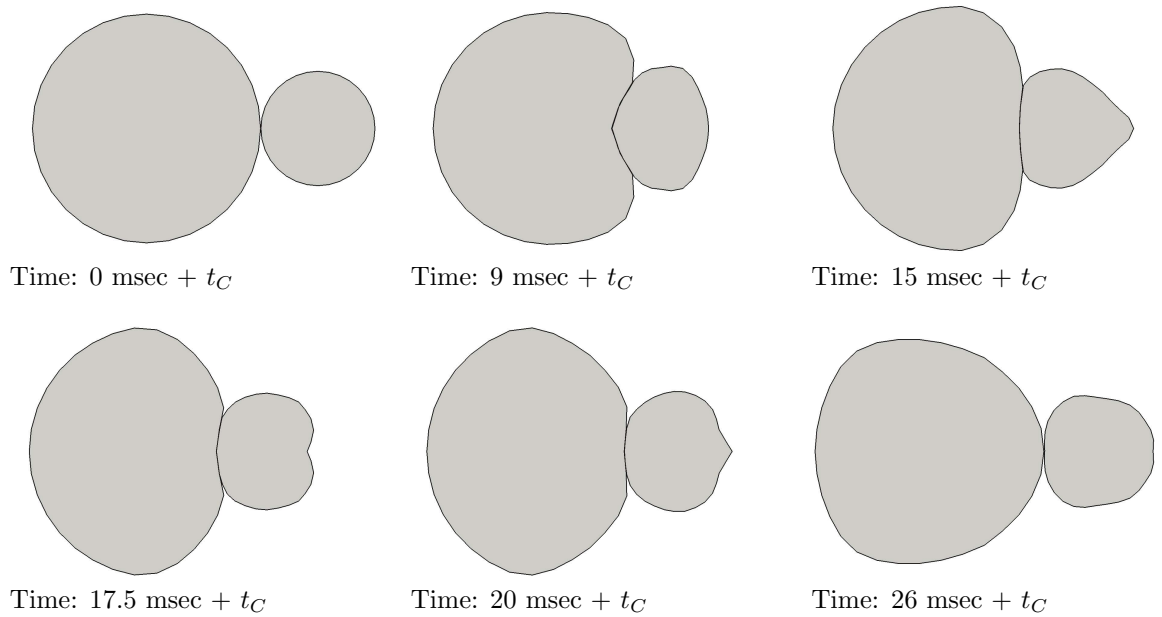 Time: 0 msec + t_C
Time: 9 msec + t_C
Time: 15 msec + t_C
Time: 17.5 msec + t_C
Time: 20 msec + t_C
Time: 26 msec + t_C